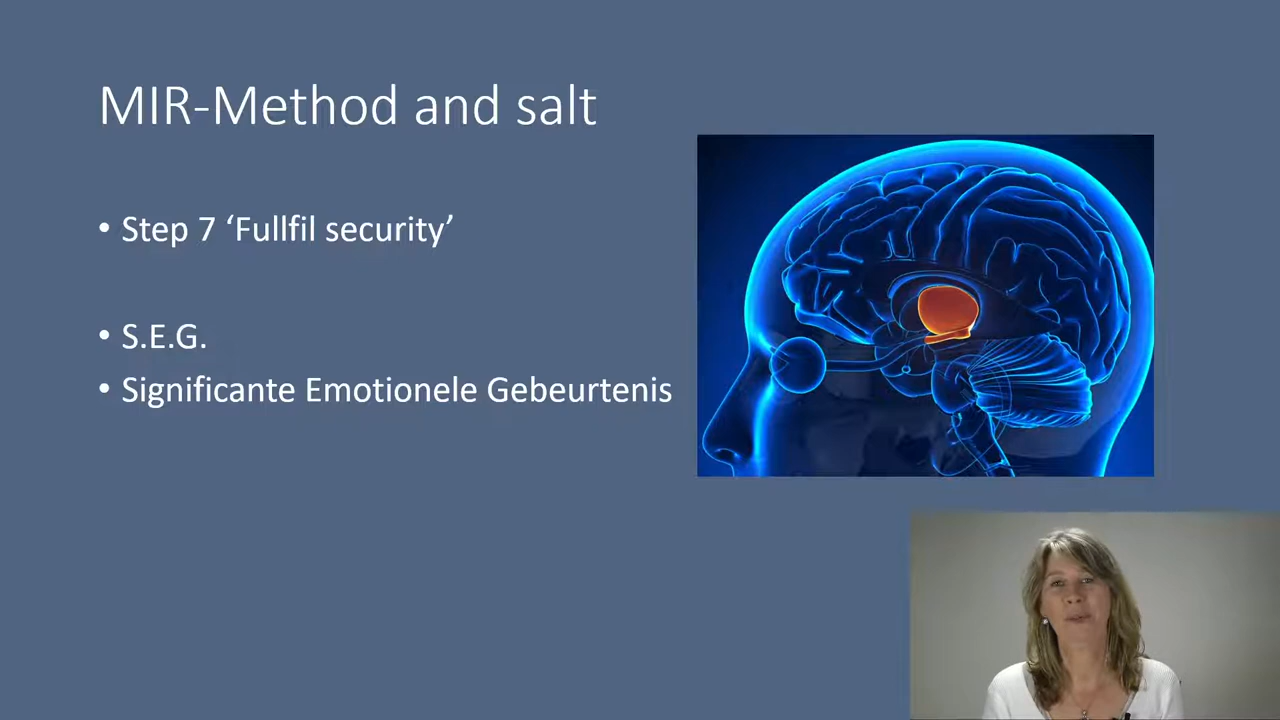 MIR-Method and salt
• Step 7 ‘Fullfil security’
• S.E.G.
• Significante Emotionele Gebeurtenis